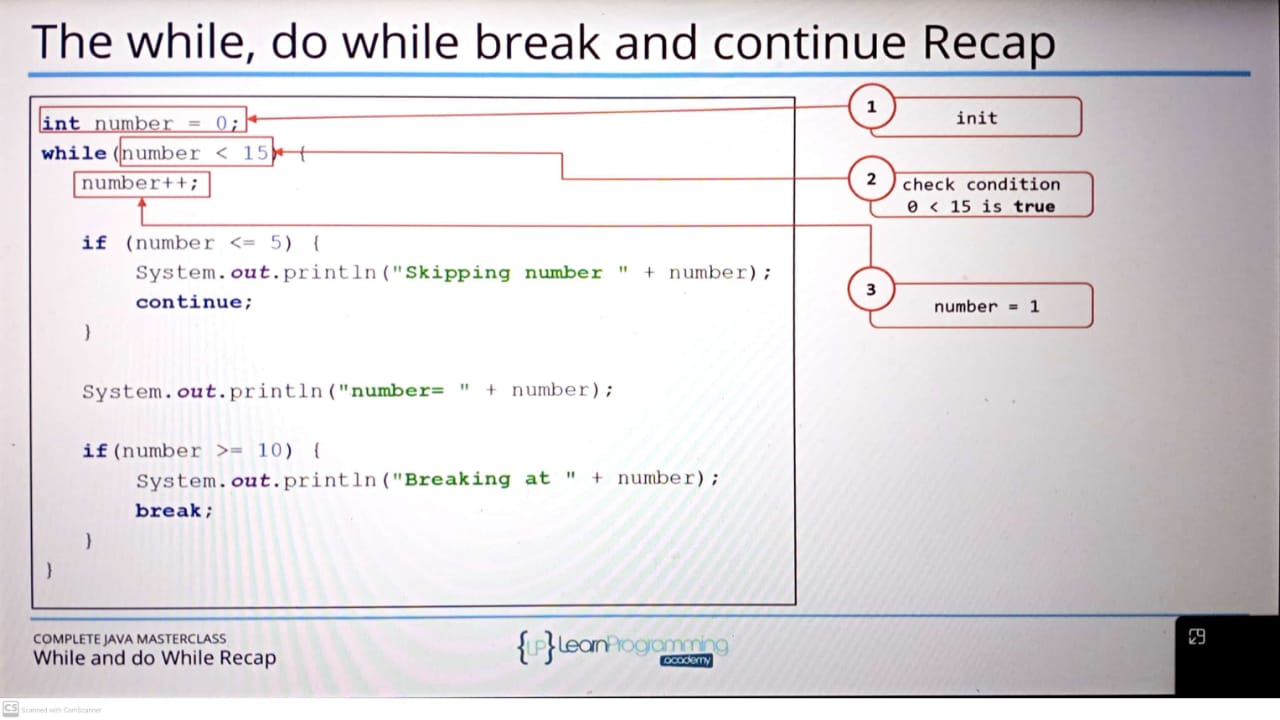 The while, do while break and continue Recap
int number = 0;
while(number < 15) {
number++;
if (number <= 5) {
System.out.println("Skipping number " + number);
continue;
}
System.out.println("number= " + number);
if(number >= 10) {
System.out.println("Breaking at " + number);
break;
}
}
1
init
2
check condition
0 < 15 is true
3
number = 1
COMPLETE JAVA MASTERCLASS
While and do While Recap
{LP} LearnProgramming
academy
CS Scanned with CamScanner